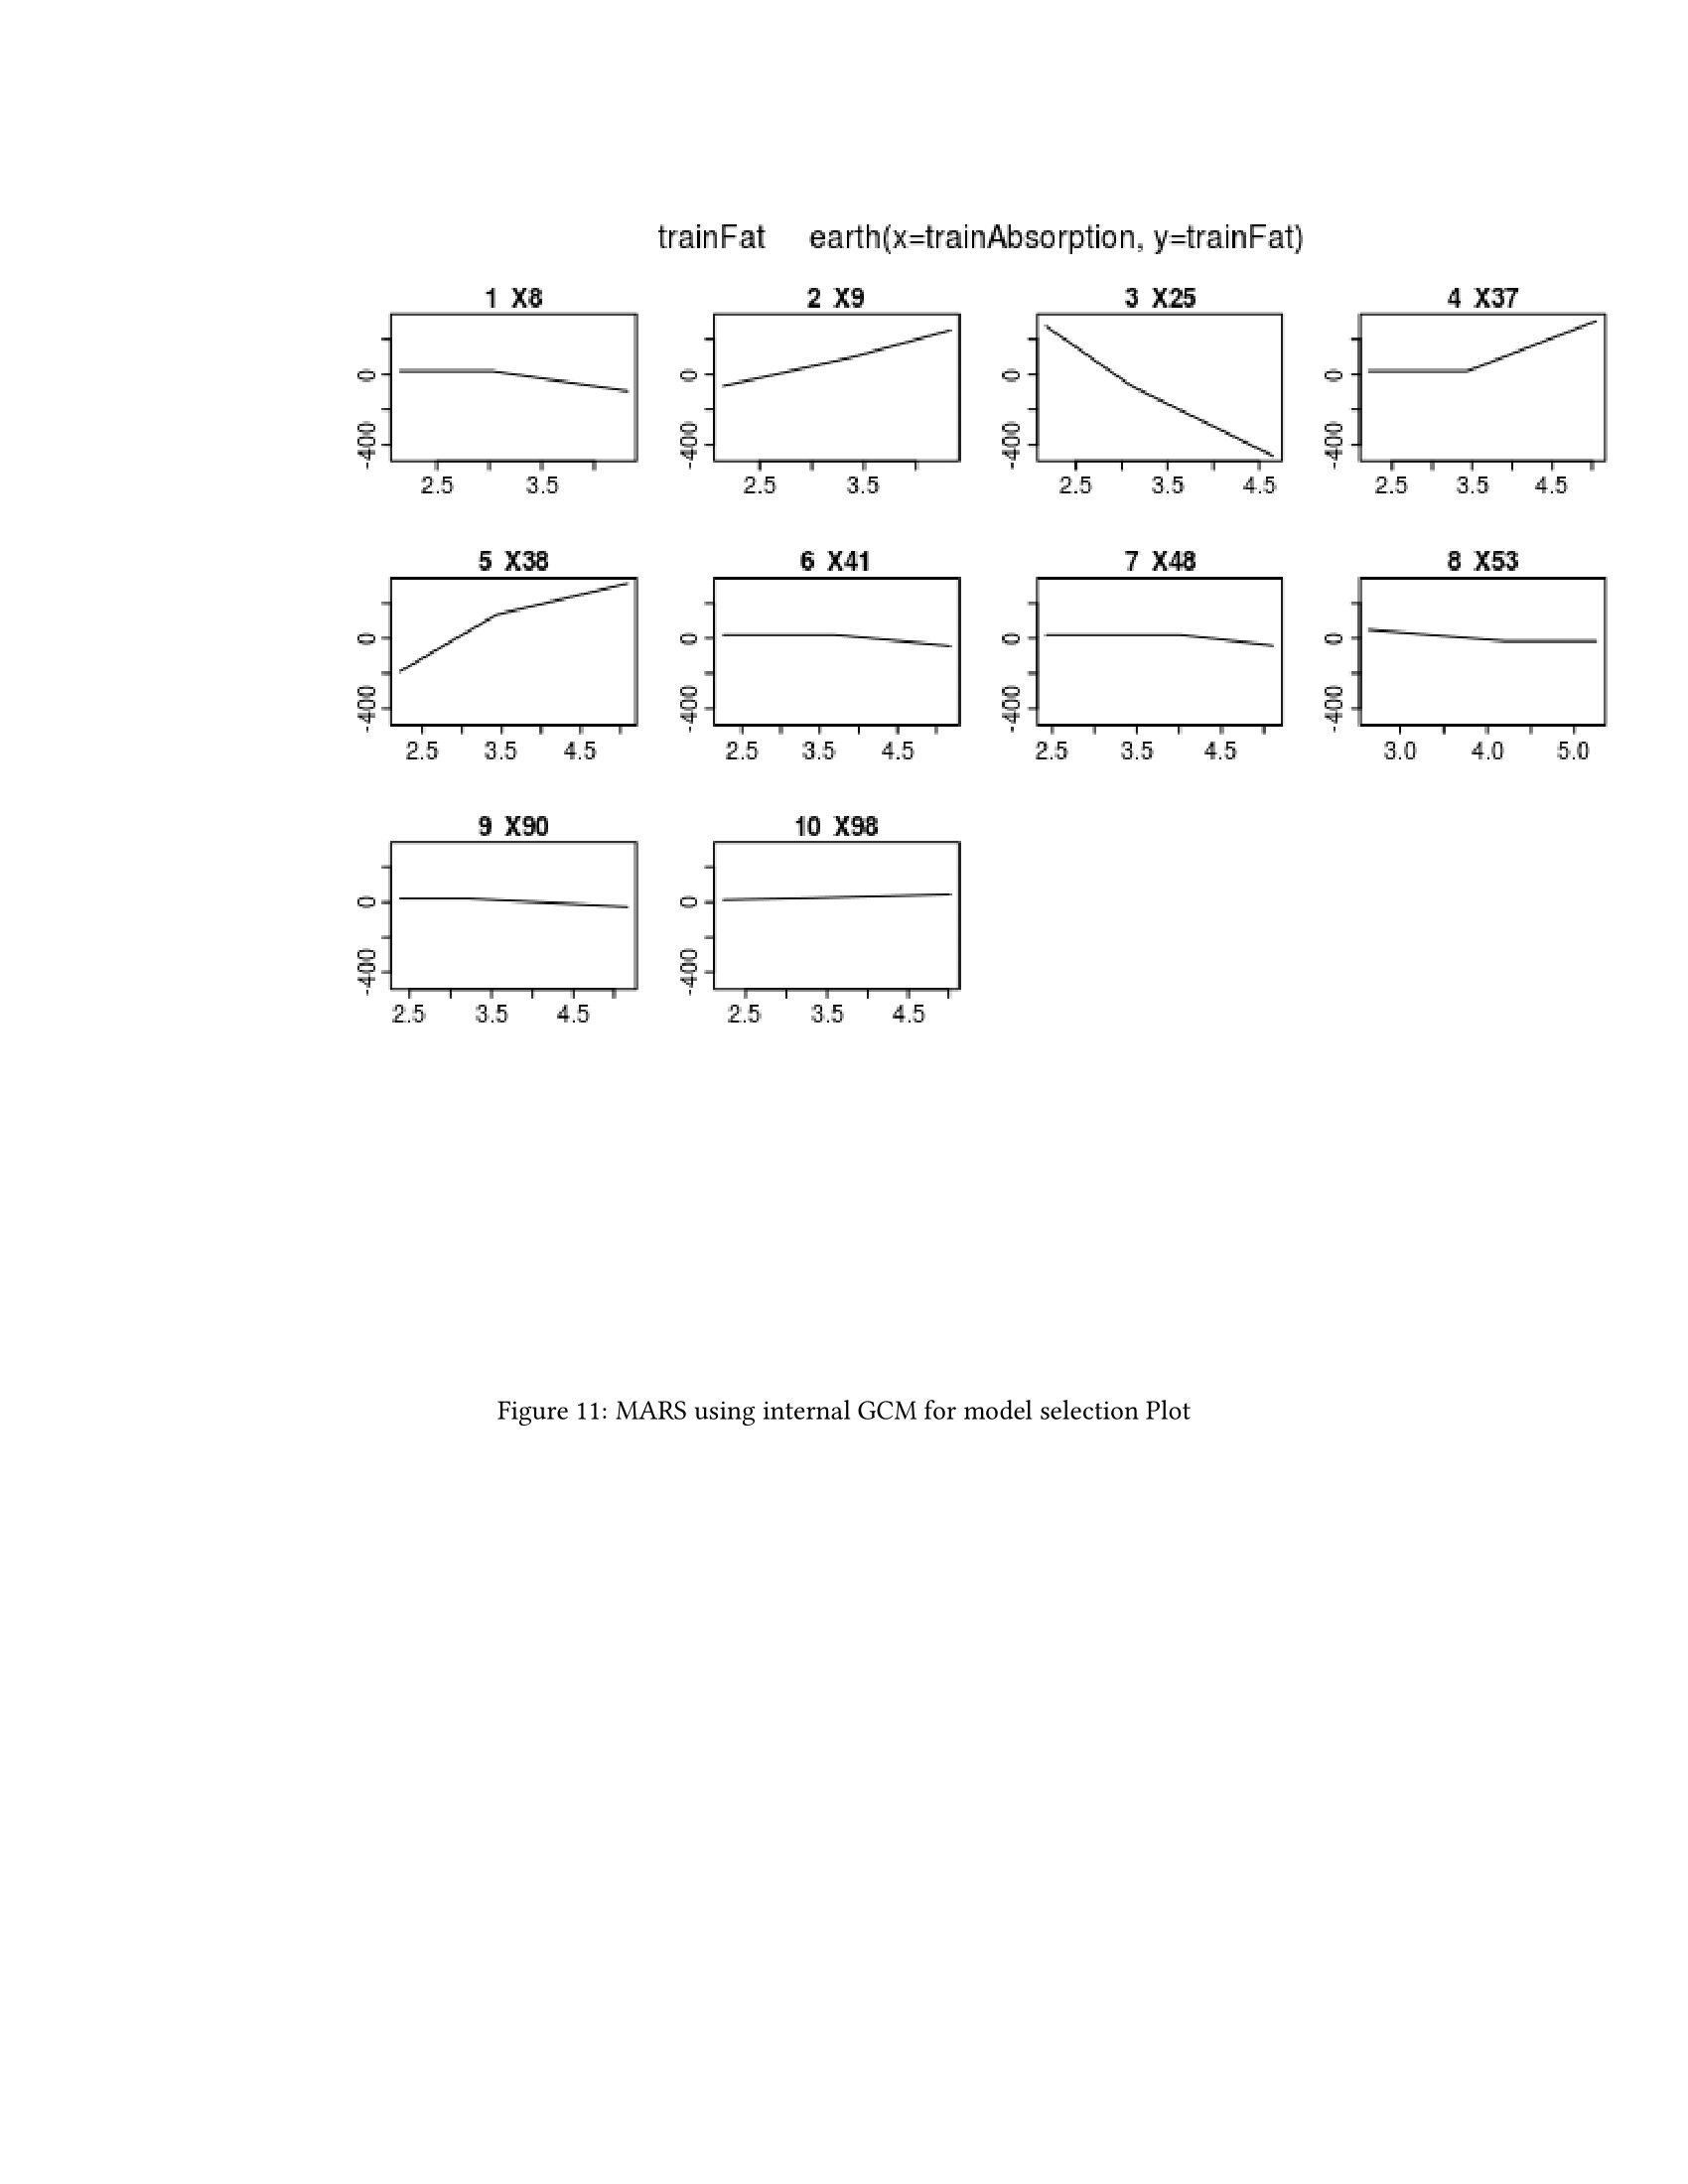 trainFat earth(x=trainAbsorption, y=trainFat)
1 X8
0
-400
2.5 3.5
2 X9
0
-400
2.5 3.5
3 X25
0
-400
2.5 3.5 4.5
4 X37
0
-400
2.5 3.5 4.5
5 X38
0
-400
2.5 3.5 4.5
6 X41
0
-400
2.5 3.5 4.5
7 X48
0
-400
2.5 3.5 4.5
8 X53
0
-400
3.0 4.0 5.0
9 X90
0
-400
2.5 3.5 4.5
10 X98
0
-400
2.5 3.5 4.5
Figure 11: MARS using internal GCM for model selection Plot